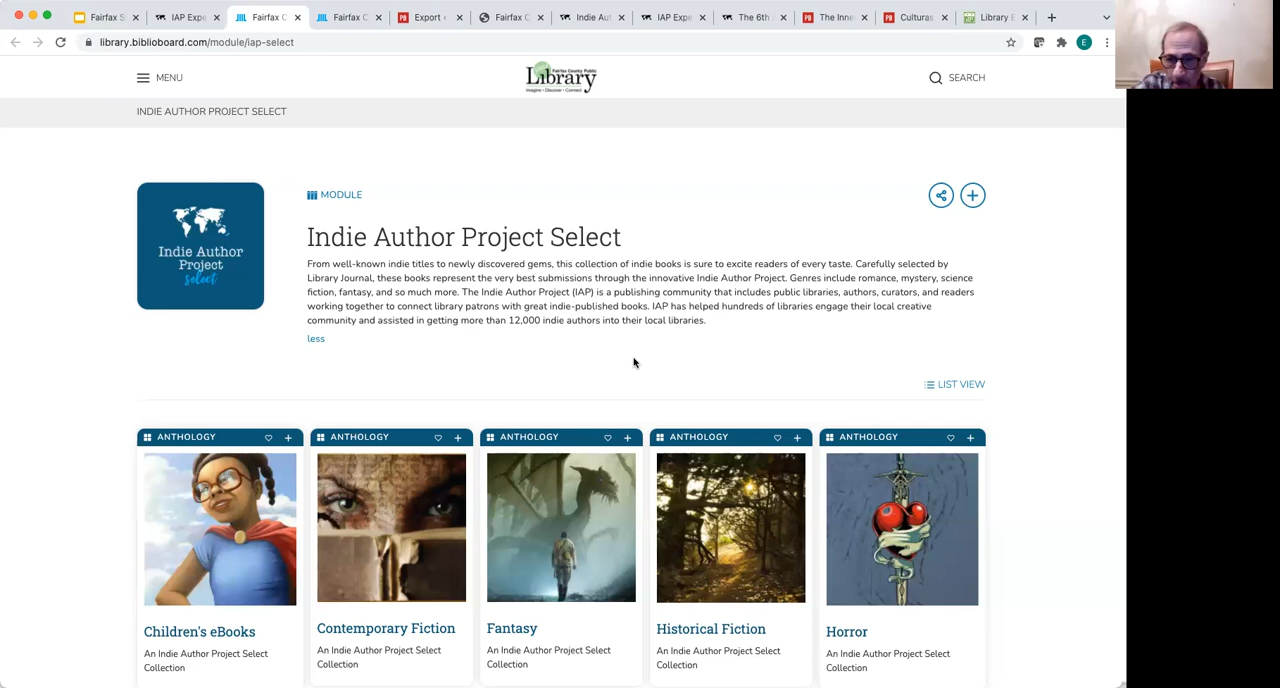 Fairfax S
IAP Expe
Fairfax C
Fairfax C
Export
Fairfax C
Indie Aut
IAP Expe
The 6th
The Inne
Culturas
Library E
library.biblioboard.com/module/iap-select
E
MENU
Fairfax County Public
Library
Imagine • Discover • Connect
SEARCH
INDIE AUTHOR PROJECT SELECT
Indie Author
Project
select
MODULE
Indie Author Project Select
From well-known indie titles to newly discovered gems, this collection of indie books is sure to excite readers of every taste. Carefully selected by
Library Journal, these books represent the very best submissions through the innovative Indie Author Project. Genres include romance, mystery, science
fiction, fantasy, and so much more. The Indie Author Project (IAP) is a publishing community that includes public libraries, authors, curators, and readers
working together to connect library patrons with great indie-published books. IAP has helped hundreds of libraries engage their local creative
community and assisted in getting more than 12,000 indie authors into their local libraries.
less
LIST VIEW
ANTHOLOGY
ANTHOLOGY
ANTHOLOGY
ANTHOLOGY
ANTHOLOGY
Children's eBooks
An Indie Author Project Select
Collection
Contemporary Fiction
An Indie Author Project Select
Collection
Fantasy
An Indie Author Project Select
Collection
Historical Fiction
An Indie Author Project Select
Collection
Horror
An Indie Author Project Select
Collection